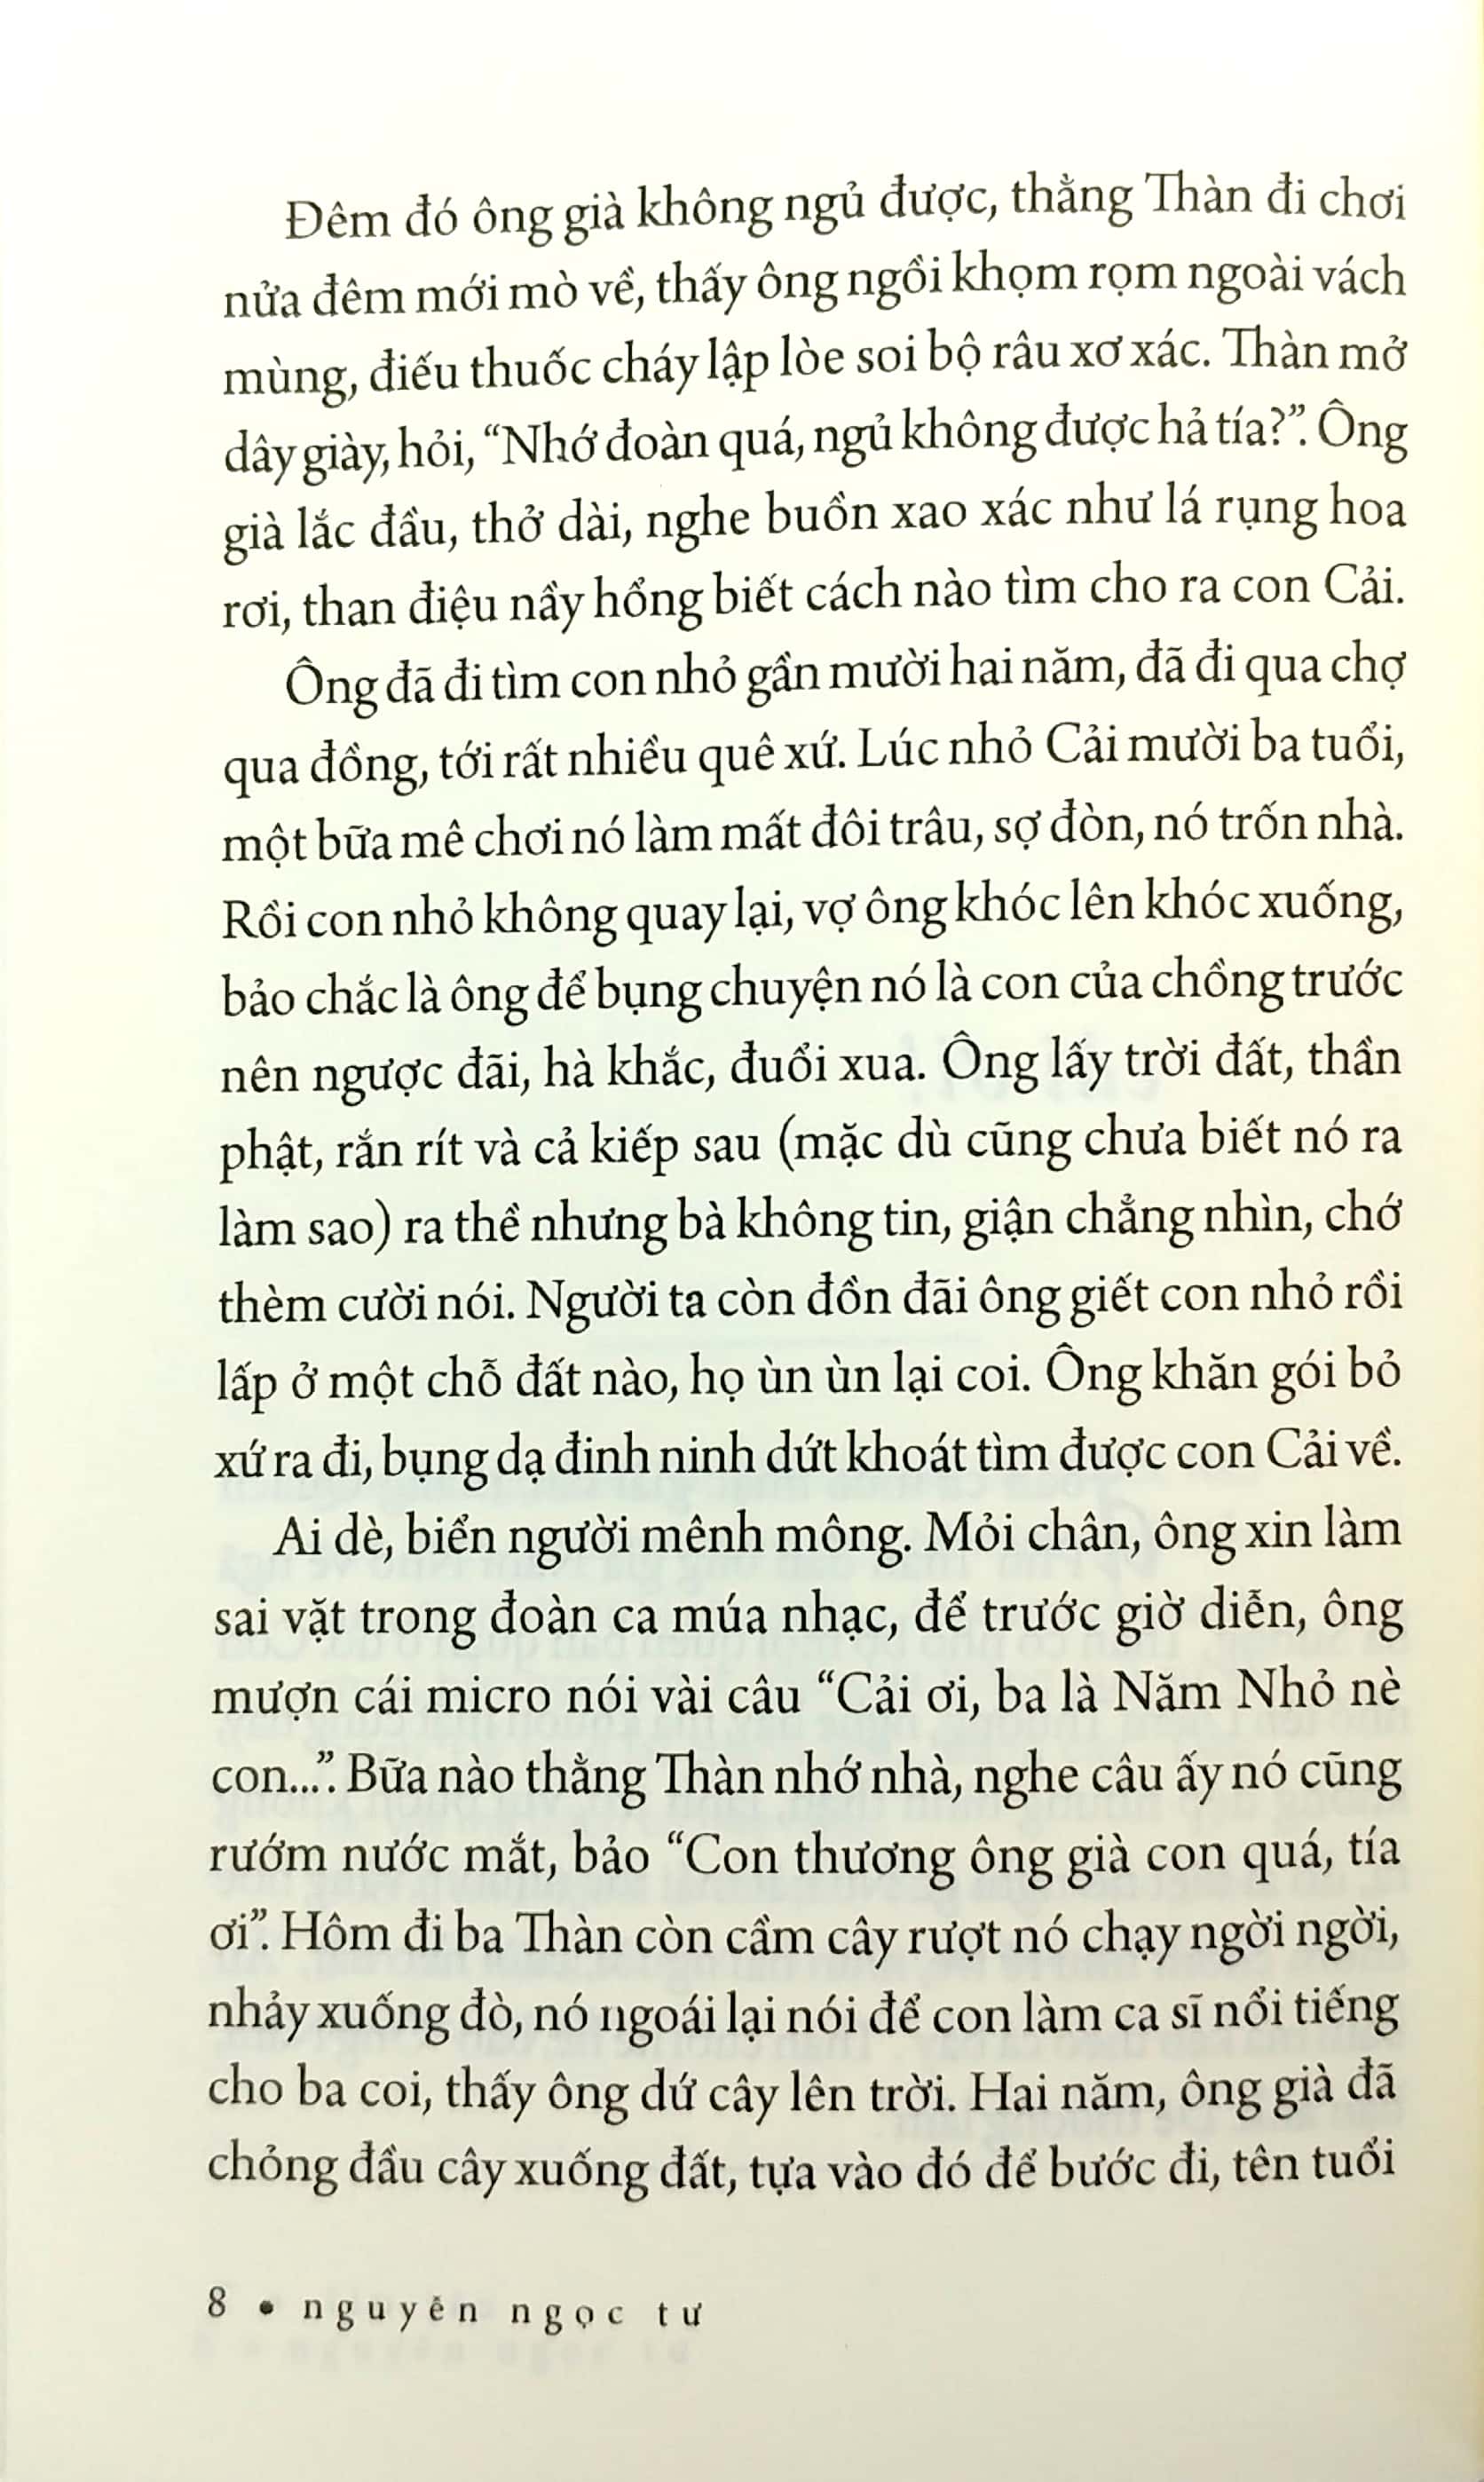 Đêm đó ông già không ngủ được, thằng Thàn đi chơi
nửa đêm mới mò về, thấy ông ngồi khọm rọm ngoài vách
mùng, điếu thuốc cháy lập lòe soi bộ râu xơ xác. Thàn mở
dây giày, hỏi, “Nhớ đoàn quá, ngủ không được hả tía?”. Ông
già lắc đầu, thở dài, nghe buồn xao xác như lá rụng hoa
rơi, than điệu nầy hổng biết cách nào tìm cho ra con Cải.
Ông đã đi tìm con nhỏ gần mười hai năm, đã đi qua chợ
qua đồng, tới rất nhiều quê xứ. Lúc nhỏ Cải mười ba tuổi,
một bữa mê chơi nó làm mất đôi trâu, sợ đòn, nó trốn nhà.
Rồi con nhỏ không quay lại, vợ ông khóc lên khóc xuống,
bảo chắc là ông để bụng chuyện nó là con của chồng trước
nên ngược đãi, hà khắc, đuổi xua. Ông lấy trời đất, thần
phật, rắn rít và cả kiếp sau (mặc dù cũng chưa biết nó ra
làm sao) ra thề nhưng bà không tin, giận chẳng nhìn, chớ
thèm cười nói. Người ta còn đồn đãi ông giết con nhỏ rồi
lấp ở một chỗ đất nào, họ ùn ùn lại coi. Ông khăn gói bỏ
xứ ra đi, bụng dạ đinh ninh dứt khoát tìm được con Cải về.
Ai dè, biển người mênh mông. Mỏi chân, ông xin làm
sai vặt trong đoàn ca múa nhạc, để trước giờ diễn, ông
mượn cái micro nói vài câu “Cải ơi, ba là Năm Nhỏ nè
con...”. Bữa nào thằng Thàn nhớ nhà, nghe câu ấy nó cũng
rướm nước mắt, bảo “Con thương ông già con quá, tía
ơi”. Hôm đi ba Thàn còn cầm cây rượt nó chạy ngời ngời,
nhảy xuống đò, nó ngoái lại nói để con làm ca sĩ nổi tiếng
cho ba coi, thấy ông dứ cây lên trời. Hai năm, ông già đã
chỏng đầu cây xuống đất, tựa vào đó để bước đi, tên tuổi
8 • nguyễn ngọc tư